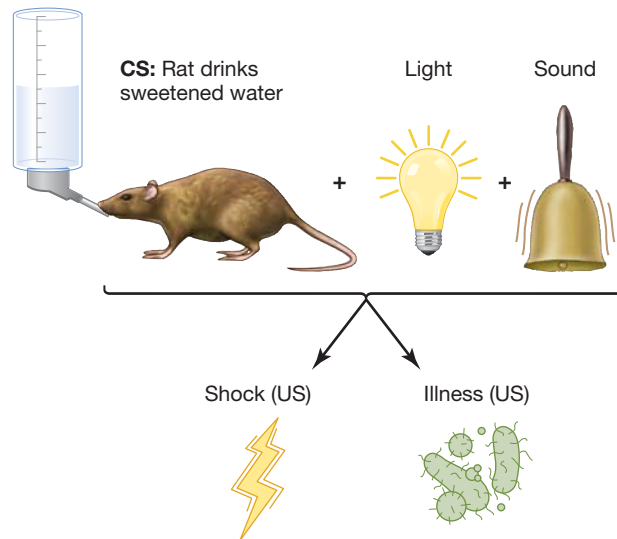 CS: Rat drinks
sweetened water
Light
Sound
+
+
Shock (US)
Illness (US)